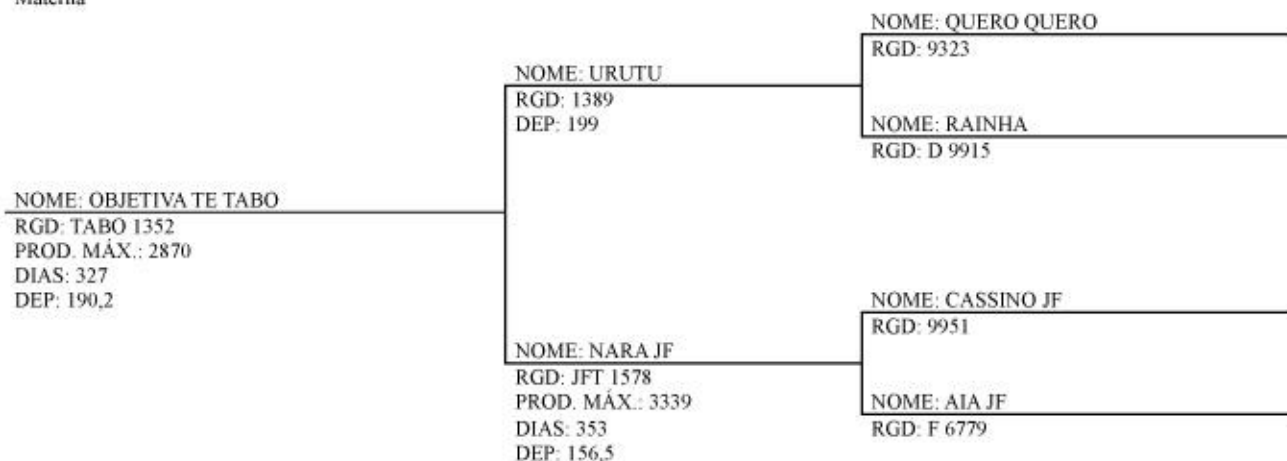 Materna
NOME: QUERO QUERO
RGD: 9323
NOME: URUTU
RGD: 1389
DEP: 199
NOME: RAINHA
RGD: D 9915
NOME: OBJETIVA TE TABO
RGD: TABO 1352
PROD. MÁX.: 2870
DIAS: 327
DEP: 190,2
NOME: CASSINO JF
RGD: 9951
NOME: NARA JF
RGD: JFT 1578
PROD. MÁX.: 3339
DIAS: 353
DEP: 156,5
NOME: AIA JF
RGD: F 6779